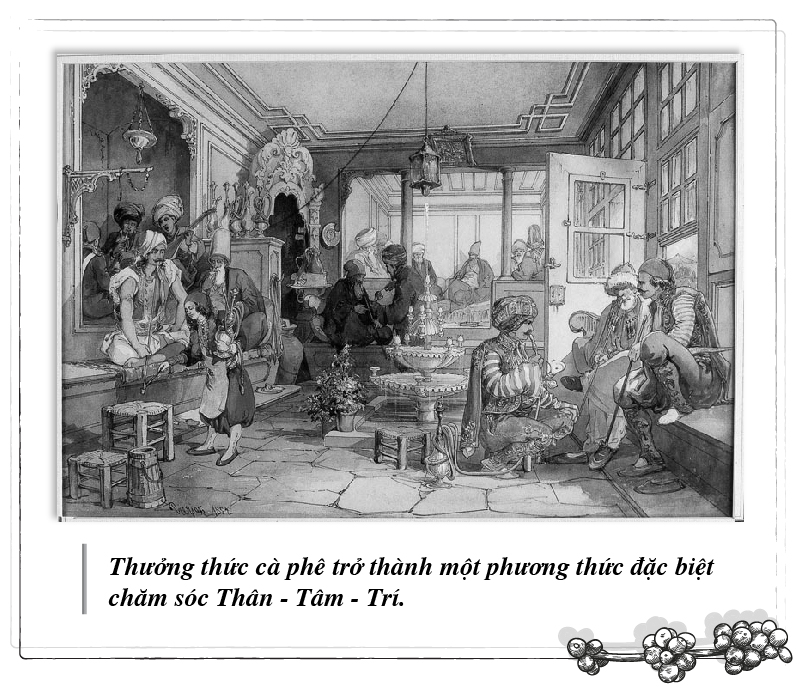 Thưởng thức cà phê trở thành một phương thức đặc biệt
chăm sóc Thân - Tâm - Trí.